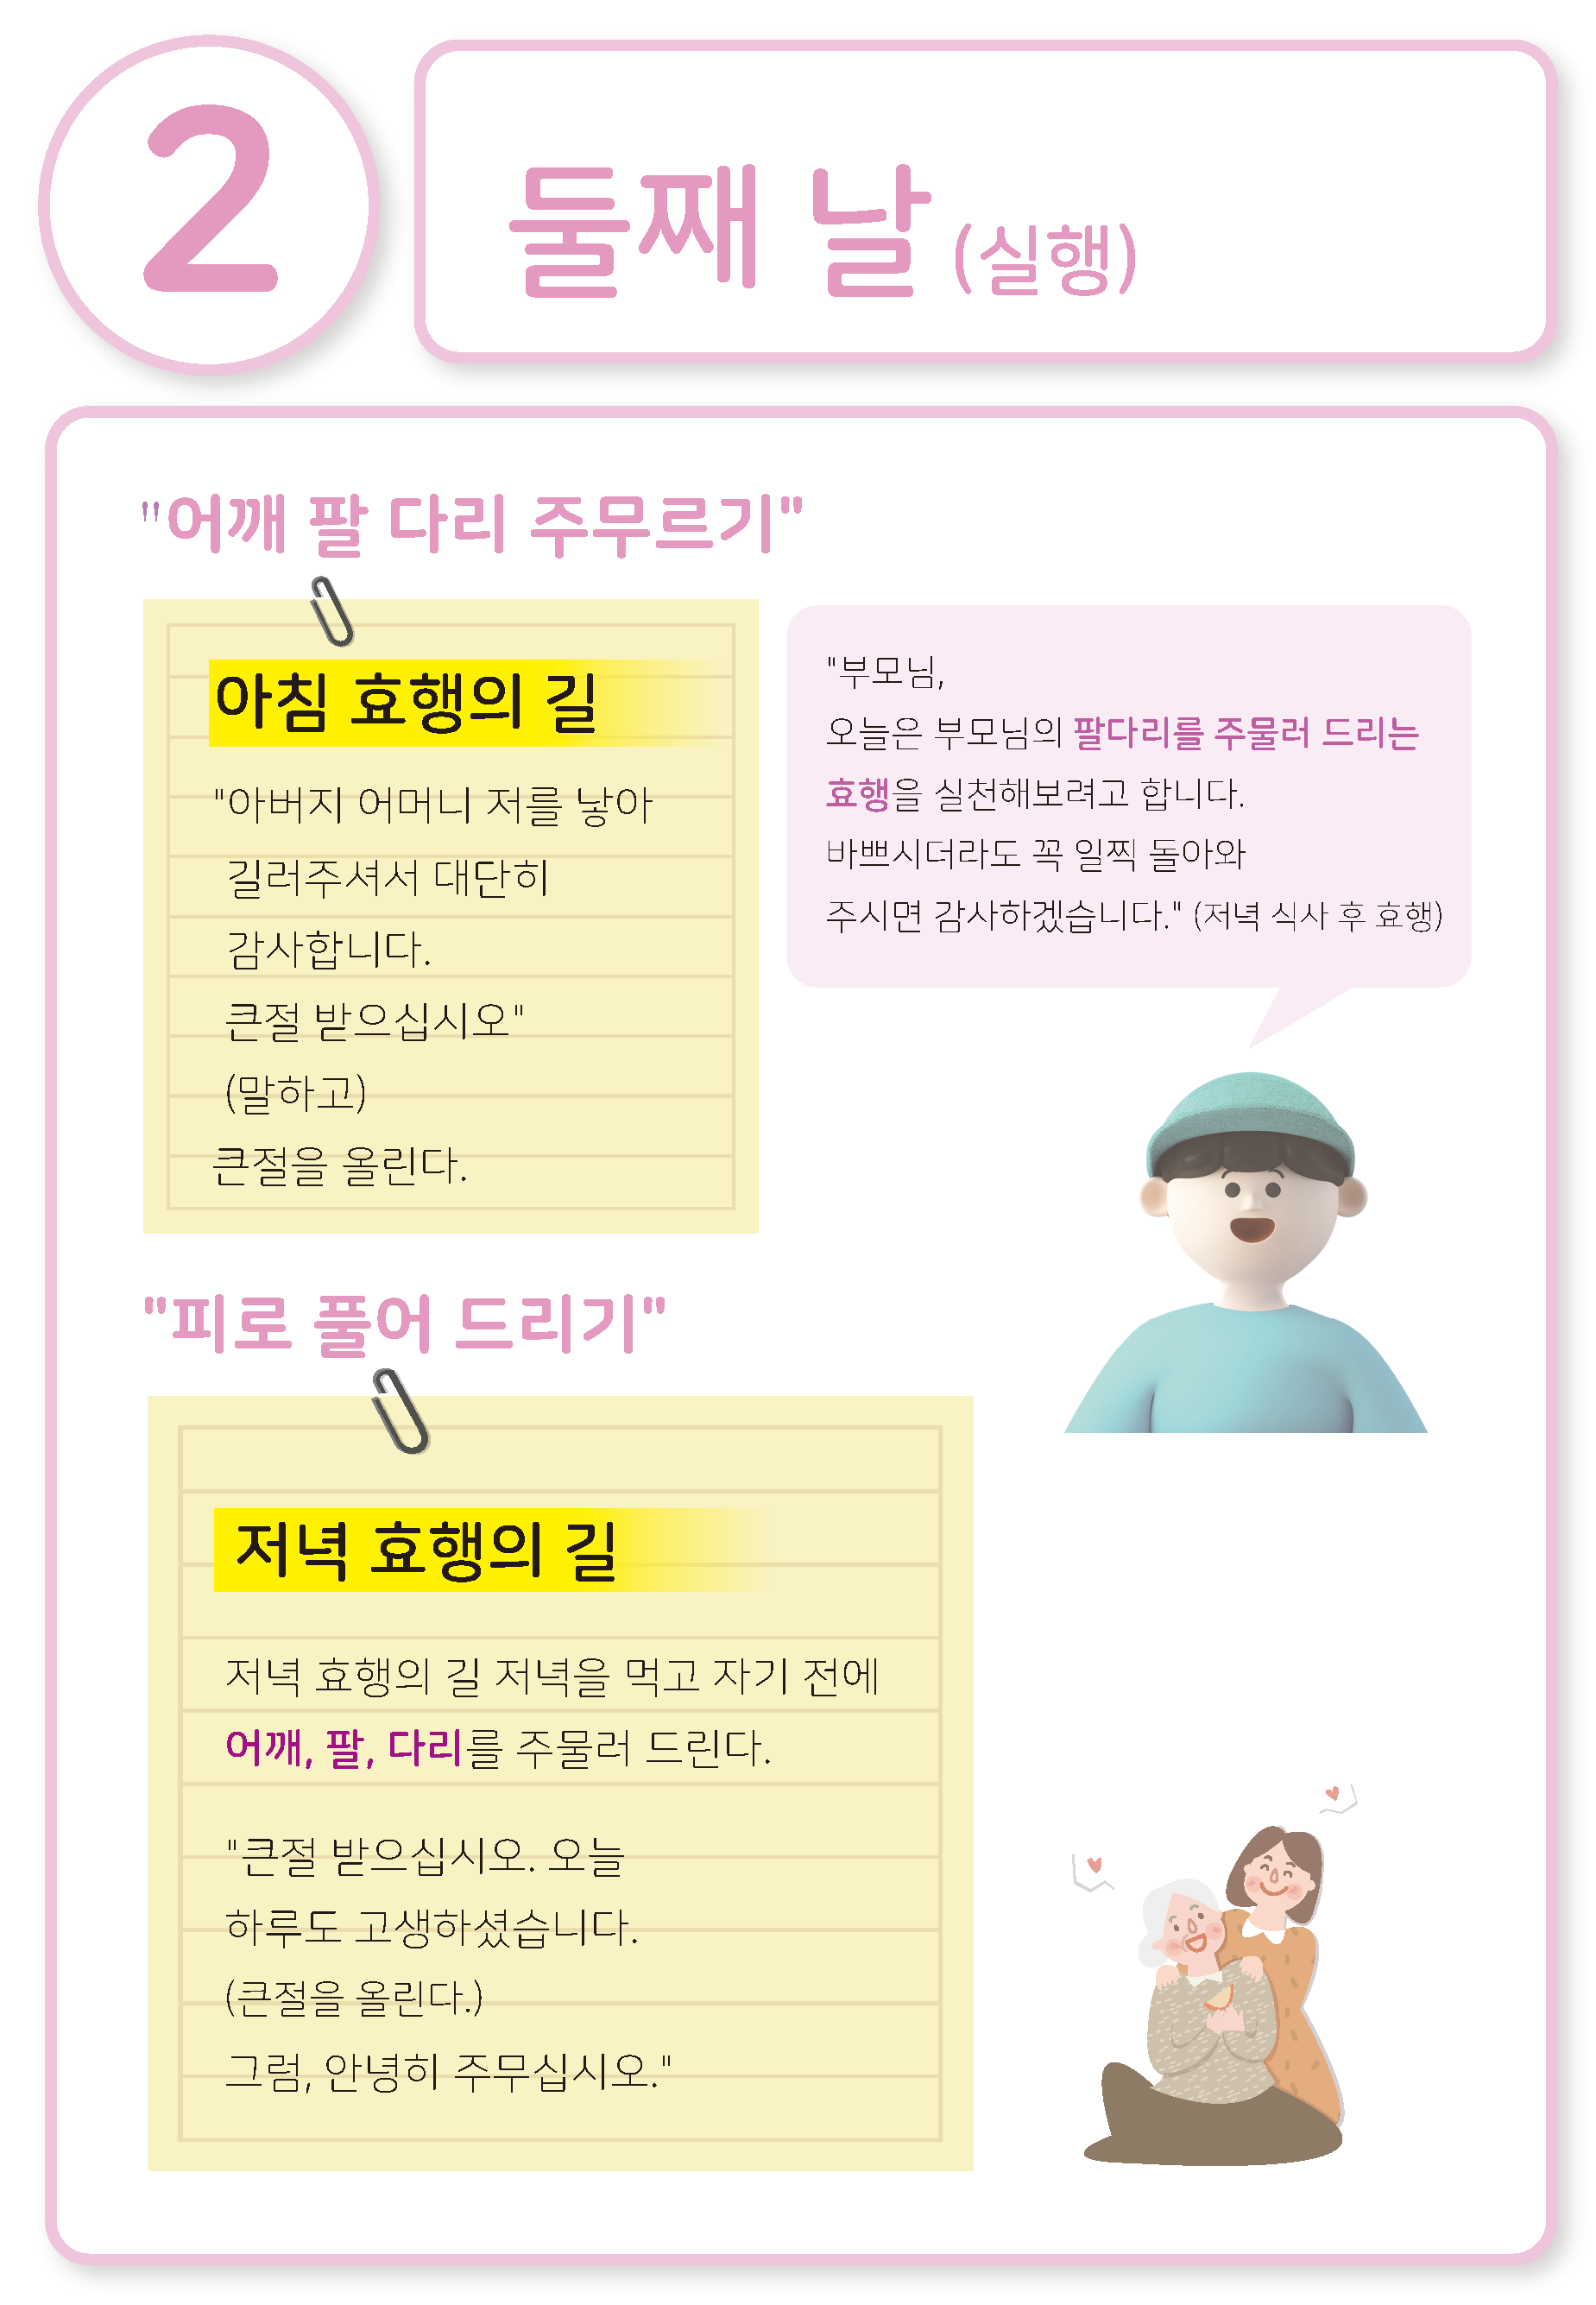 2
둘째 날 (실행)
"어깨 팔 다리 주무르기"
아침 효행의 길
"아버지 어머니 저를 낳아
길러주셔서 대단히
감사합니다.
큰절 받으십시오"
(말하고)
큰절을 올린다.
"부모님,
오늘은 부모님의 팔다리를 주물러 드리는
효행을 실천해보려고 합니다.
바쁘시더라도 꼭 일찍 돌아와
주시면 감사하겠습니다." (저녁 식사 후 효행)
"피로 풀어 드리기"
저녁 효행의 길
저녁 효행의 길 저녁을 먹고 자기 전에
어깨, 팔, 다리를 주물러 드린다.
"큰절 받으십시오. 오늘
하루도 고생하셨습니다.
(큰절을 올린다.)
그럼, 안녕히 주무십시오."